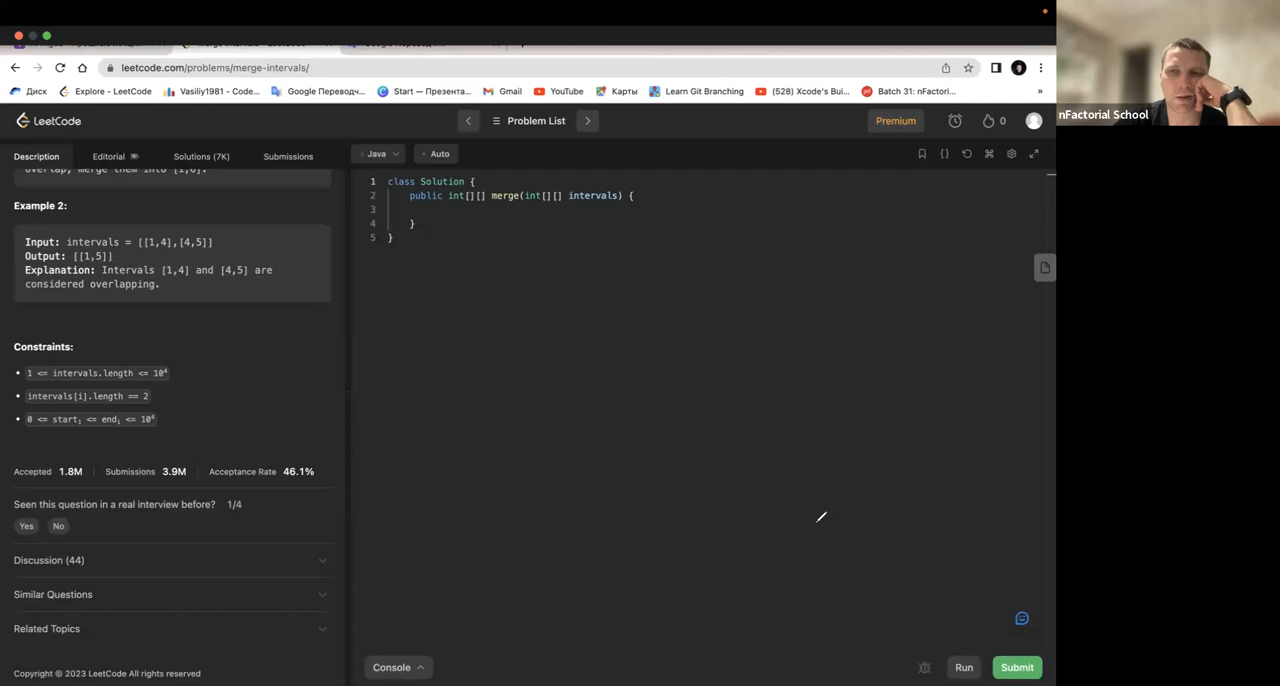 leetcode.com/problems/merge-intervals/
Диск
Explore - LeetCode
Vasiliy1981 - Code...
Google Переводч...
Start — Презента...
Gmail
YouTube
Карты
Learn Git Branching
(528) Xcode's Bui...
Batch 31: nFactori...
»
nFactorial School
LeetCode
Problem List
Premium
0
Description
Editorial
Solutions (7K)
Submissions
Java
Auto
overlap, merge them into [1,6].
Example 2:
Input: intervals = [[1,4],[4,5]]
Output: [[1,5]]
Explanation: Intervals [1,4] and [4,5] are
considered overlapping.
Constraints:
1 <= intervals.length <= 10⁴
intervals[i].length == 2
0 <= startᵢ <= endᵢ <= 10⁴
Accepted 1.8M Submissions 3.9M Acceptance Rate 46.1%
Seen this question in a real interview before? 1/4
Yes No
Discussion (44)
Similar Questions
Related Topics
Copyright © 2023 LeetCode All rights reserved
1 class Solution {
2 public int[][] merge(int[][] intervals) {
3
4 }
5 }
Console
Run
Submit